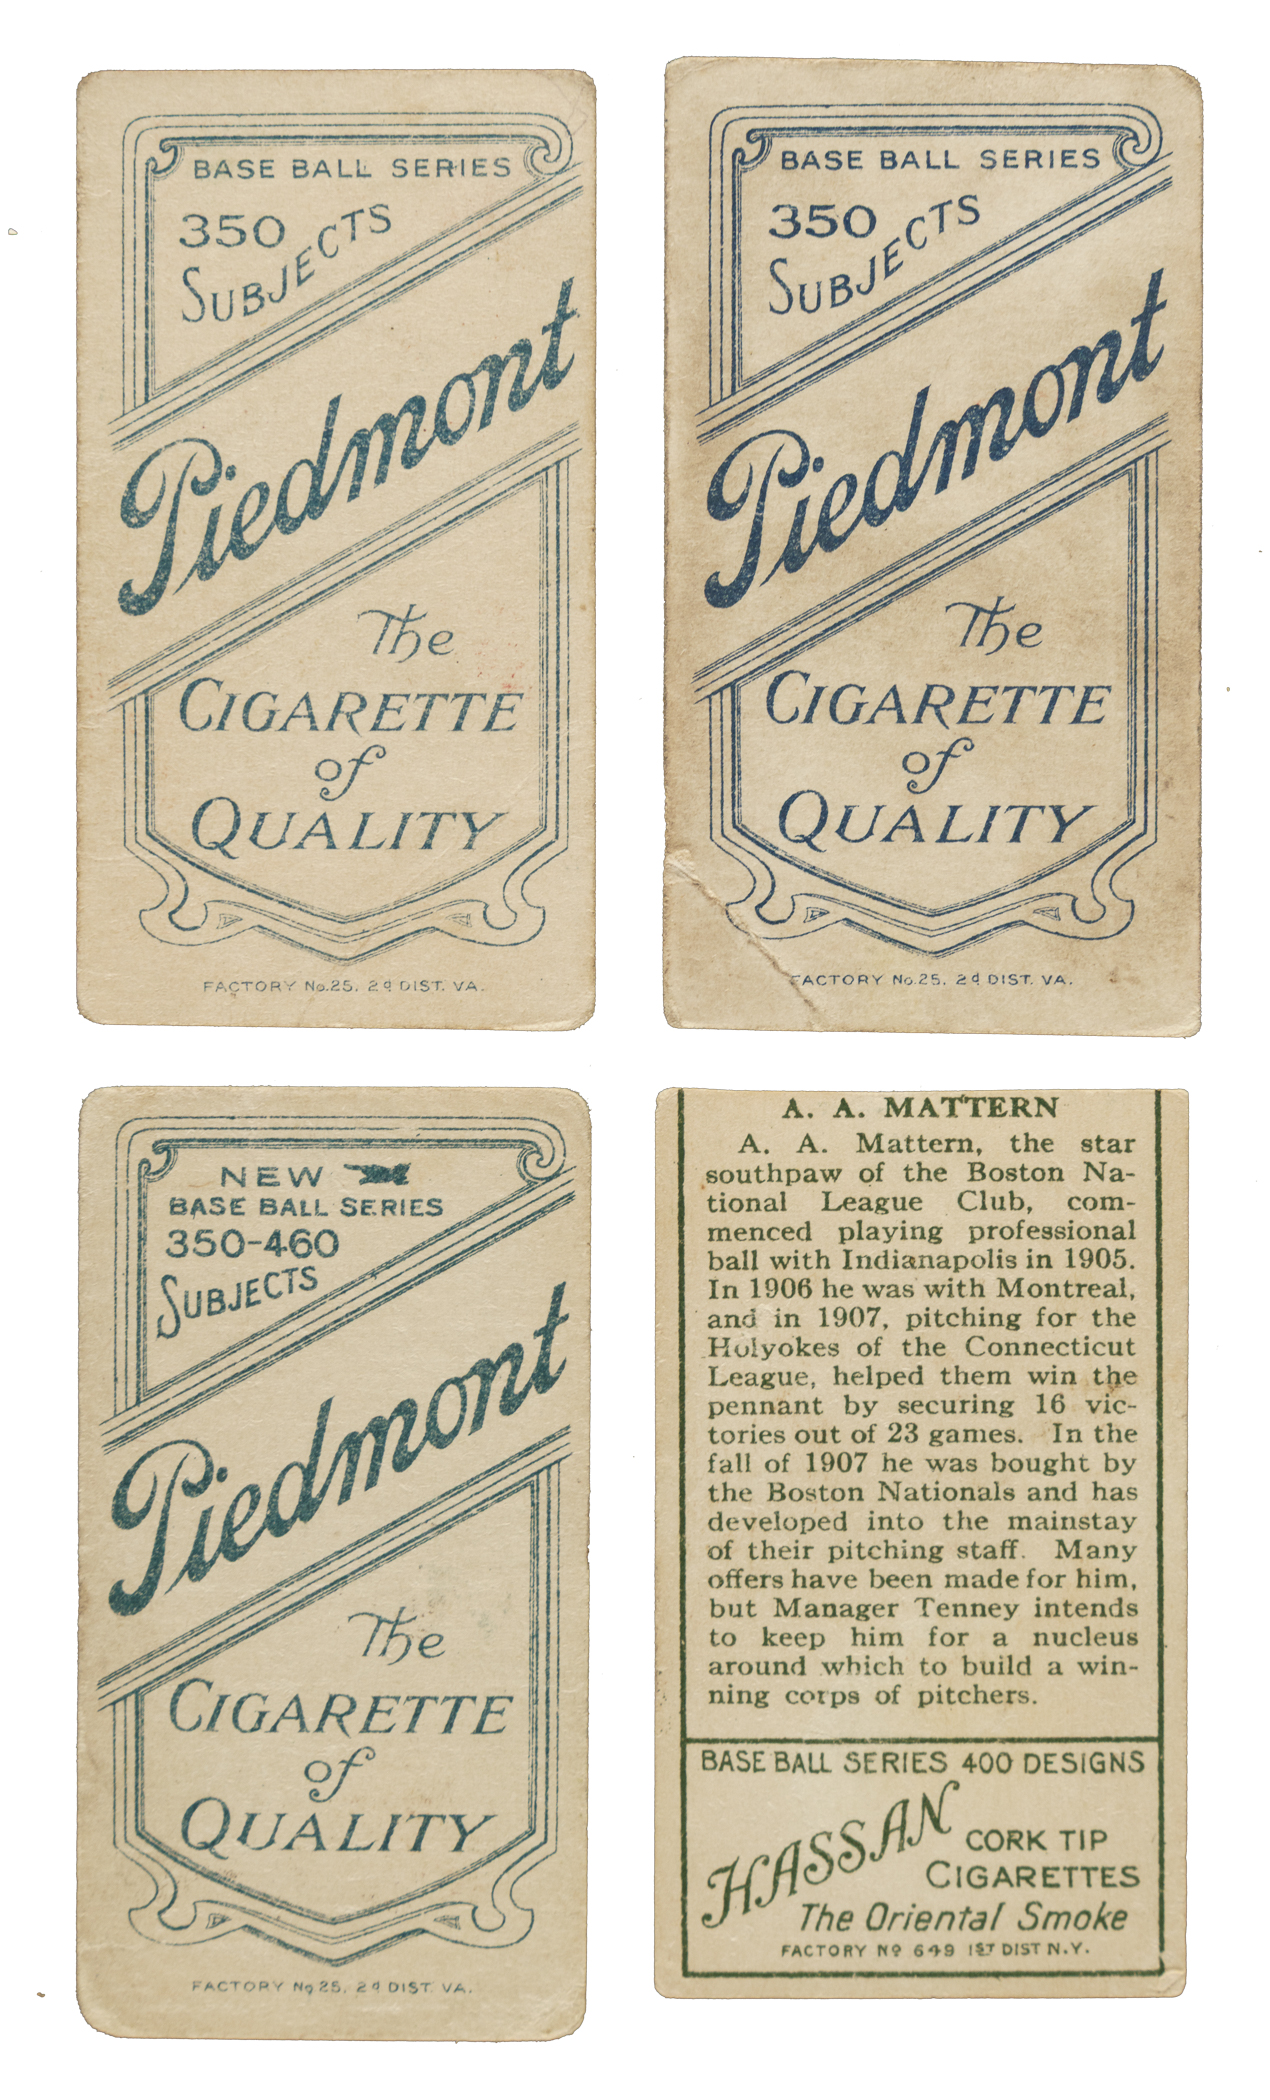 BASE BALL SERIES
350
SUBJECTS
Piedmont
The
CIGARETTE
of
QUALITY
FACTORY No.25. 2d DIST. VA.
BASE BALL SERIES
350
SUBJECTS
Piedmont
The
CIGARETTE
of
QUALITY
FACTORY No.25. 2d DIST. VA.
NEW
BASE BALL SERIES
350-460
SUBJECTS
Piedmont
The
CIGARETTE
of
QUALITY
FACTORY No 25. 2d DIST. VA.
A. A. MATTERN
A. A. Mattern, the star
southpaw of the Boston Na-
tional League Club, com-
menced playing professional
ball with Indianapolis in 1905.
In 1906 he was with Montreal,
and in 1907, pitching for the
Holyokes of the Connecticut
League, helped them win the
pennant by securing 16 vic-
tories out of 23 games. In the
fall of 1907 he was bought by
the Boston Nationals and has
developed into the mainstay
of their pitching staff. Many
offers have been made for him,
but Manager Tenney intends
to keep him for a nucleus
around which to build a win-
ning corps of pitchers.
BASE BALL SERIES 400 DESIGNS
HASSAN CORK TIP
CIGARETTES
The Oriental Smoke
FACTORY No 649 1ST DIST N.Y.